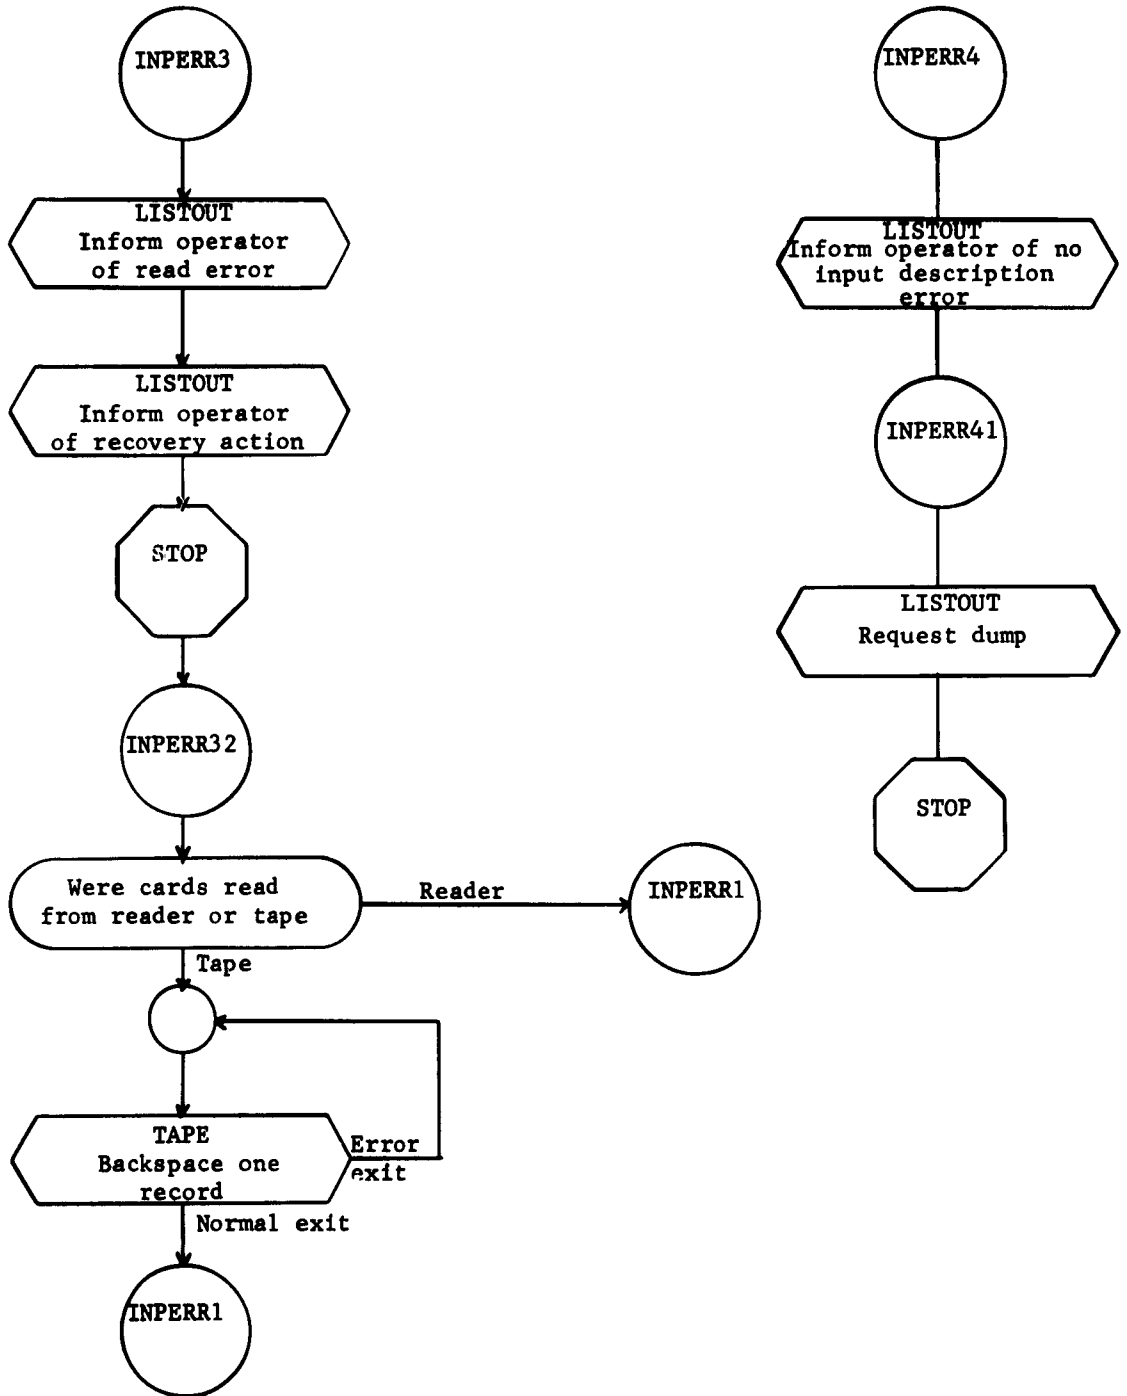 INPERR3
LISTOUT
Inform operator
of read error
LISTOUT
Inform operator
of recovery action
STOP
INPERR32
Were cards read
from reader or tape
Reader
INPERR1
Tape
TAPE
Backspace one
record
Error
exit
Normal exit
INPERR1
INPERR4
LISTOUT
Inform operator of no
input description
error
INPERR41
LISTOUT
Request dump
STOP